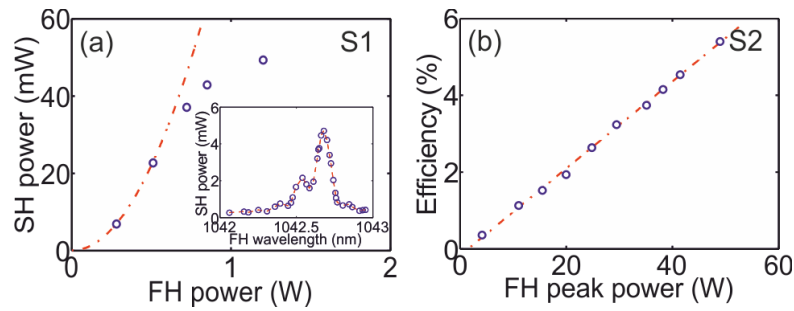 (a)
S1
SH power (mW)
60
40
20
0
0
1
2
FH power (W)
SH power (mW)
6
4
2
0
1042
1042.5
1043
FH wavelength (nm)
(b)
S2
Efficiency (%)
6
4
2
0
0
20
40
60
FH peak power (W)